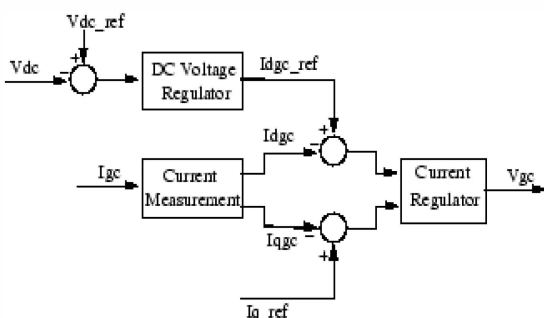 Vdc_ref
+
Vdc
−
DC Voltage
Regulator
Idgc_ref
+
Idgc
−
Igc
Current
Measurement
Current
Regulator
Vgc
Iqgc
−
+
Iq_ref